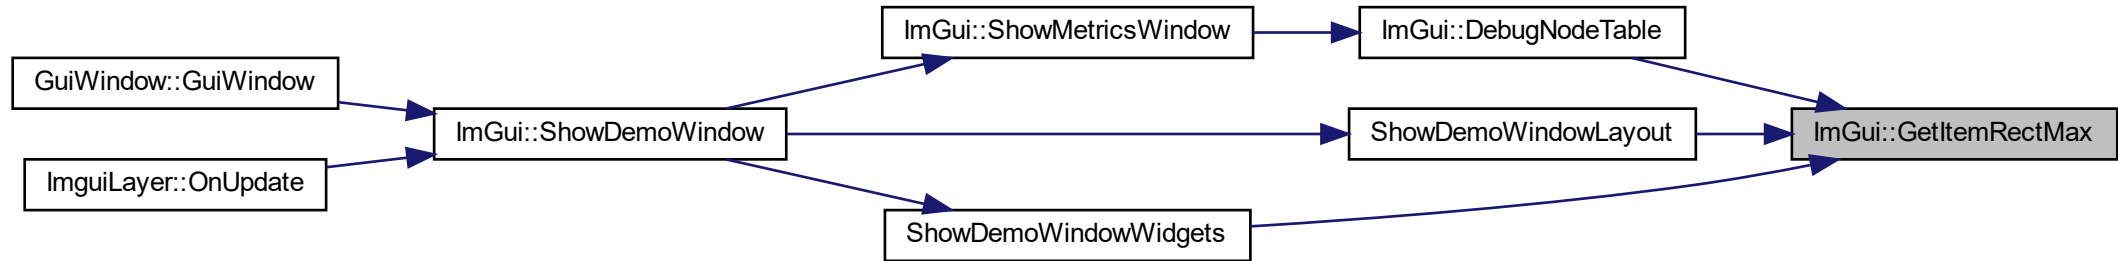 ImGui::ShowMetricsWindow
ImGui::DebugNodeTable
GuiWindow::GuiWindow
ImGui::ShowDemoWindow
ShowDemoWindowLayout
ImGui::GetItemRectMax
ImguiLayer::OnUpdate
ShowDemoWindowWidgets